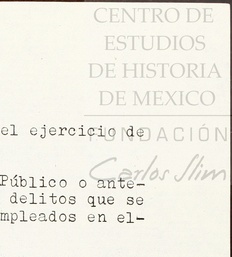 CENTRO DE
ESTUDIOS
DE HISTORIA
DE MEXICO
el ejercicio de
FUNDACIÓN
Carlos Slim
Público o ante-
delitos que se
mpleados en el-